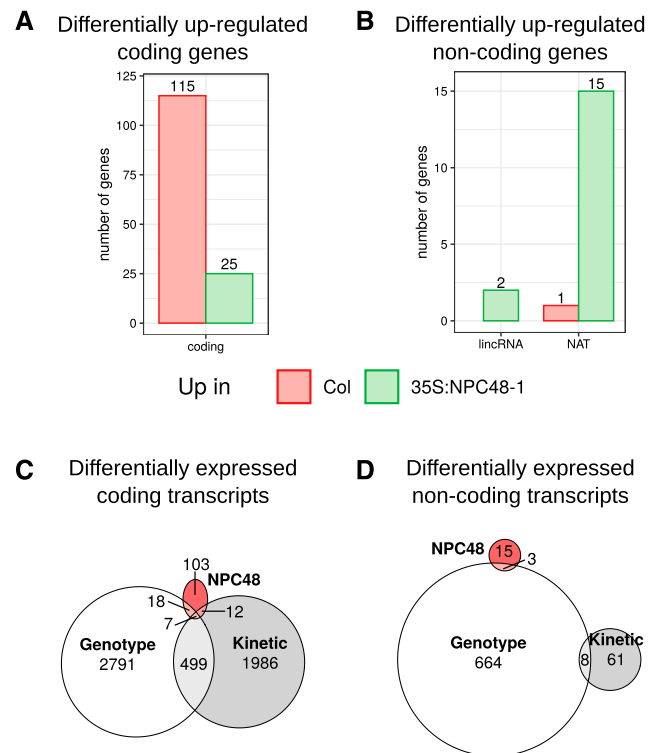 A
Differentially up-regulated
coding genes
number of genes
125
100
75
50
25
0
115
25
coding
B
Differentially up-regulated
non-coding genes
number of genes
15
10
5
0
2
1
15
lincRNA
NAT
Up in
Col
35S:NPC48-1
C
Differentially expressed
coding transcripts
103
NPC48
18
12
7
Genotype
2791
499
Kinetic
1986
D
Differentially expressed
non-coding transcripts
NPC48
15
3
Genotype
664
8
Kinetic
61